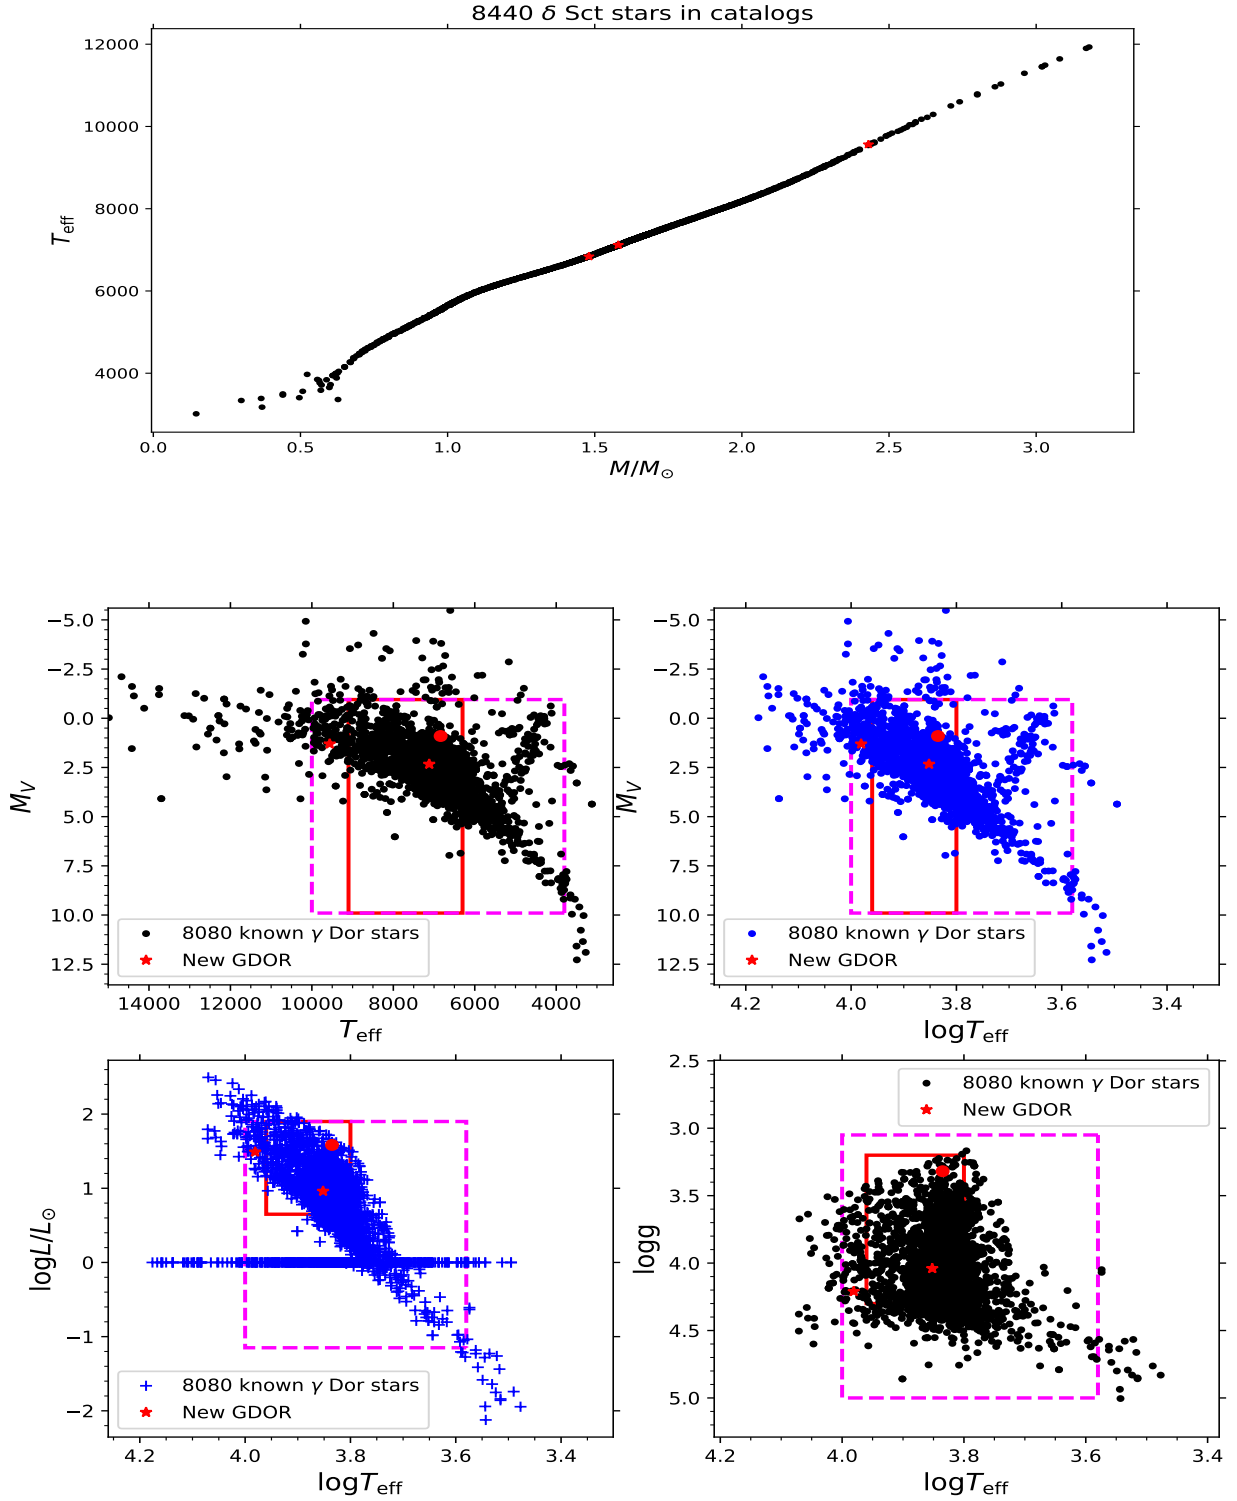 8440 δ Sct stars in catalogs
12000
10000
8000
6000
4000
T_eff
0.0 0.5 1.0 1.5 2.0 2.5 3.0
M/M_⊙
−5.0
−2.5
0.0
2.5
5.0
7.5
10.0
12.5
M_V
8080 known γ Dor stars
New GDOR
14000 12000 10000 8000 6000 4000
T_eff
−5.0
−2.5
0.0
2.5
5.0
7.5
10.0
12.5
M_V
8080 known γ Dor stars
New GDOR
4.2 4.0 3.8 3.6 3.4
logT_eff
2
1
0
−1
−2
logL/L_⊙
8080 known γ Dor stars
New GDOR
4.2 4.0 3.8 3.6 3.4
logT_eff
2.5
3.0
3.5
4.0
4.5
5.0
logg
8080 known γ Dor stars
New GDOR
4.2 4.0 3.8 3.6 3.4
logT_eff